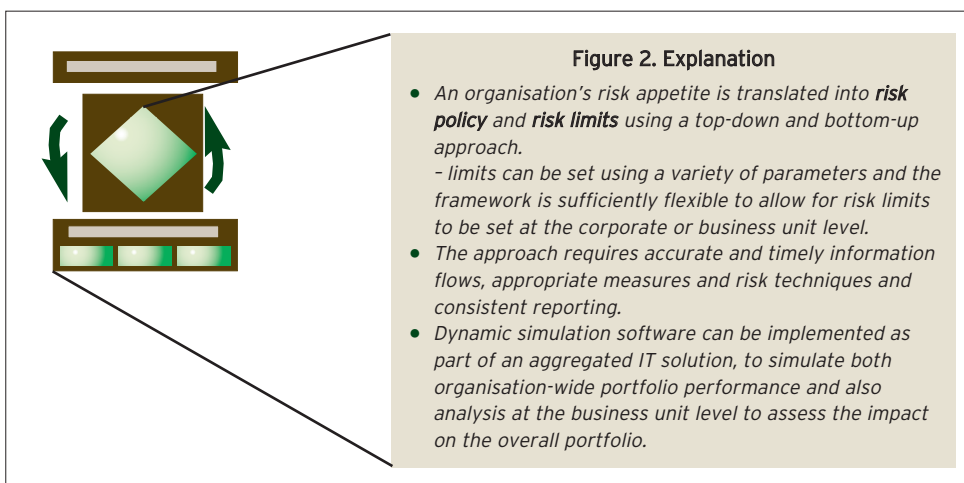 Figure 2. Explanation
• An organisation's risk appetite is translated into risk
policy and risk limits using a top-down and bottom-up
approach.
– limits can be set using a variety of parameters and the
framework is sufficiently flexible to allow for risk limits
to be set at the corporate or business unit level.
• The approach requires accurate and timely information
flows, appropriate measures and risk techniques and
consistent reporting.
• Dynamic simulation software can be implemented as
part of an aggregated IT solution, to simulate both
organisation-wide portfolio performance and also
analysis at the business unit level to assess the impact
on the overall portfolio.